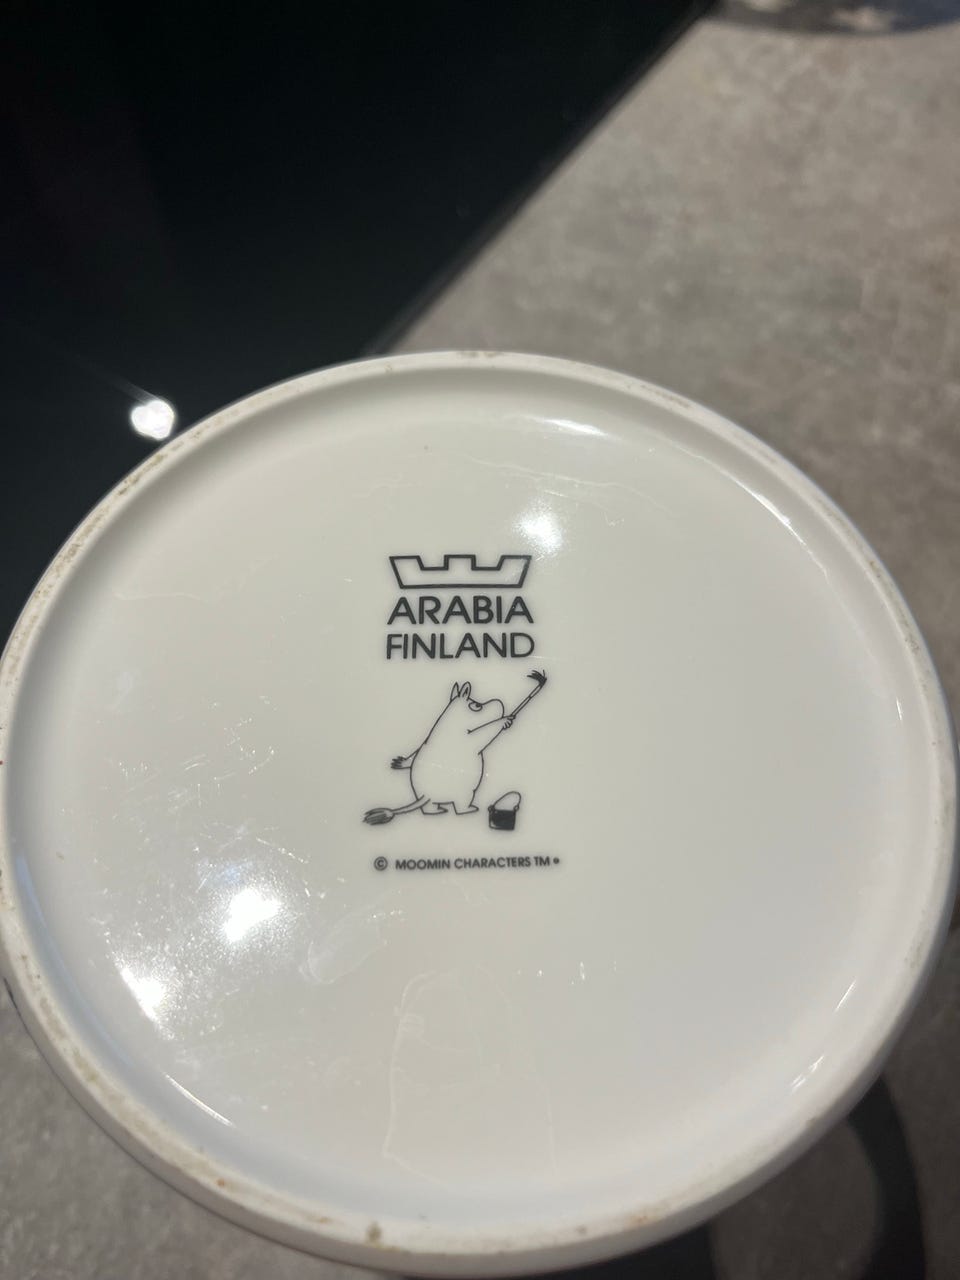 ARABIA
FINLAND
© MOOMIN CHARACTERS TM •